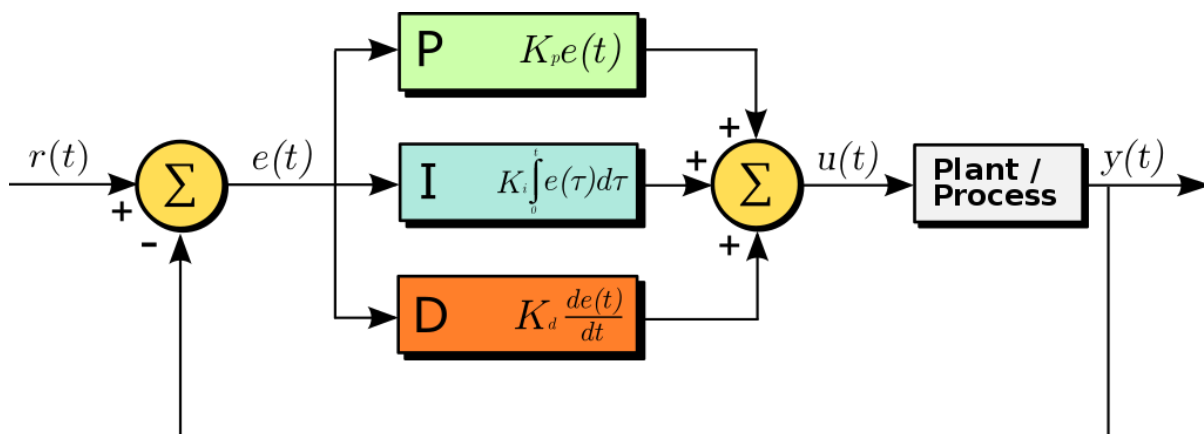 P K_p e(t)
r(t)
+
-
Σ
e(t)
I K_i ∫_0^t e(τ)dτ
D K_d de(t)/dt
+
+
+
Σ
u(t)
Plant /
Process
y(t)